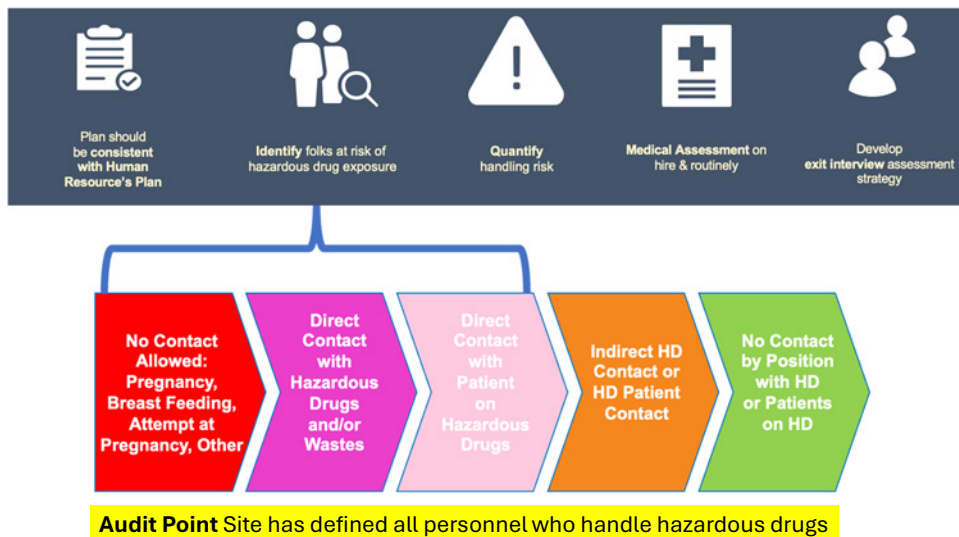 Plan should
be consistent
with Human
Resource's Plan
Identify folks at risk of
hazardous drug exposure
Quantify
handling risk
Medical Assessment on
hire & routinely
Develop
exit interview assessment
strategy
No Contact
Allowed:
Pregnancy,
Breast Feeding,
Attempt at
Pregnancy, Other
Direct
Contact
with
Hazardous
Drugs
and/or
Wastes
Direct
Contact
with
Patient
on
Hazardous
Drugs
Indirect HD
Contact or
HD Patient
Contact
No Contact
by Position
with HD
or Patients
on HD
Audit Point Site has defined all personnel who handle hazardous drugs